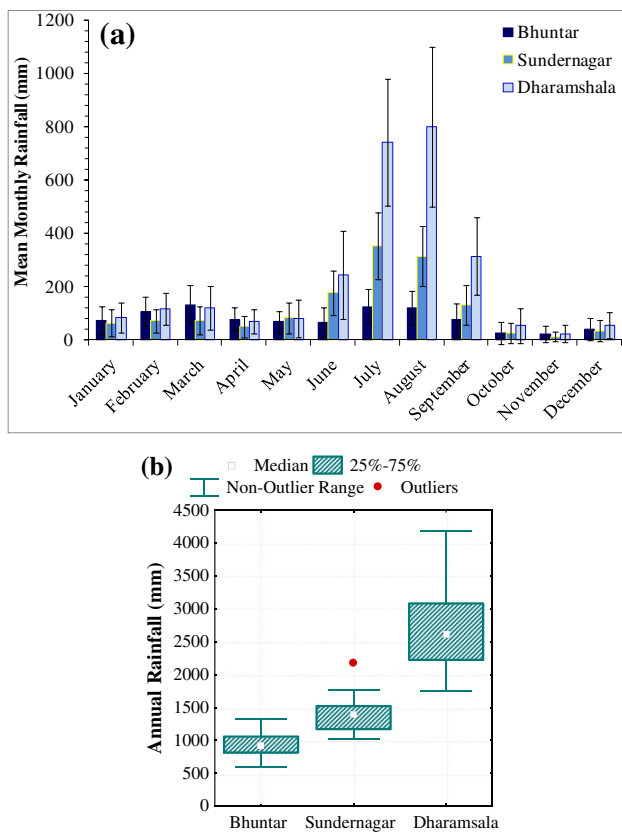 (a)
Bhuntar
Sundernagar
Dharamshala
Mean Monthly Rainfall (mm)
1200
1000
800
600
400
200
0
January
February
March
April
May
June
July
August
September
October
November
December
(b)
Median 25%-75%
Non-Outlier Range Outliers
Annual Rainfall (mm)
4500
4000
3500
3000
2500
2000
1500
1000
500
0
Bhuntar Sundernagar Dharamsala